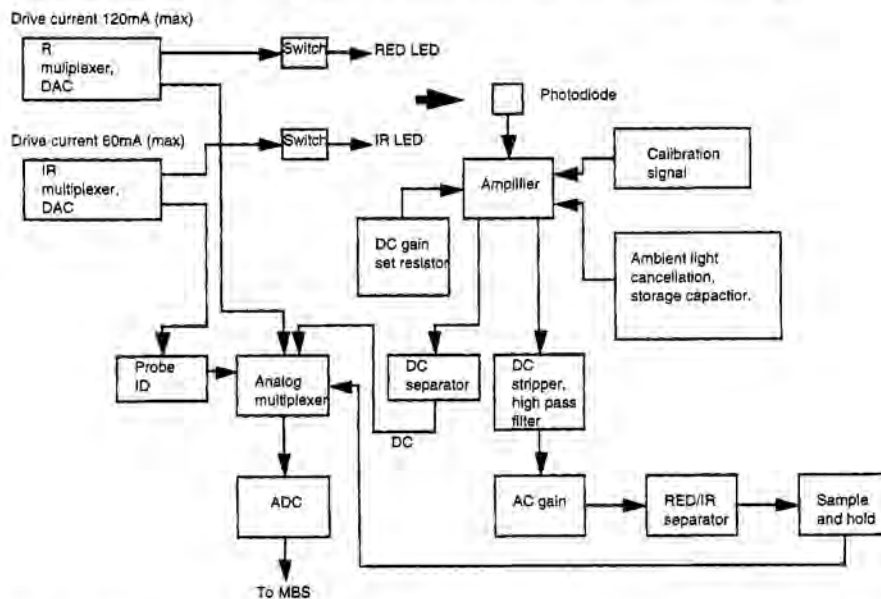 Drive current 120mA (max)
R
muliplexer,
DAC
Switch
RED LED
Drive current 60mA (max)
IR
multiplexer,
DAC
Switch
IR LED
Photodiode
Amplifier
Calibration
signal
DC gain
set resistor
Ambient light
cancellation,
storage capactior.
Probe
ID
Analog
multiplexer
DC
separator
DC
stripper,
high pass
filter
DC
ADC
AC gain
RED/IR
separator
Sample
and hold
To MBS